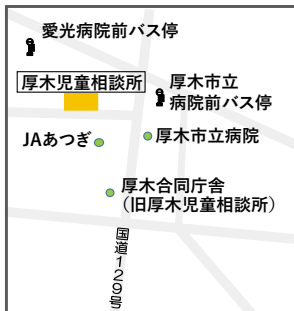 愛光病院前バス停
厚木児童相談所
厚木市立
病院前バス停
JAあつぎ
厚木市立病院
厚木合同庁舎
(旧厚木児童相談所)
国道129号